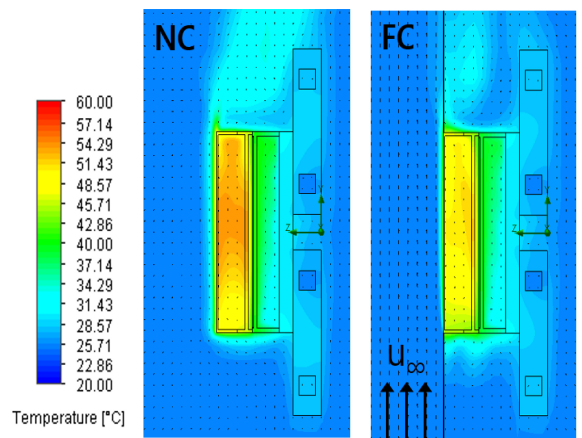 NC
FC
60.00
57.14
54.29
51.43
48.57
45.71
42.86
40.00
37.14
34.29
31.43
28.57
25.71
22.86
20.00
Temperature [°C]
Y
Z
Y
Z
u∞